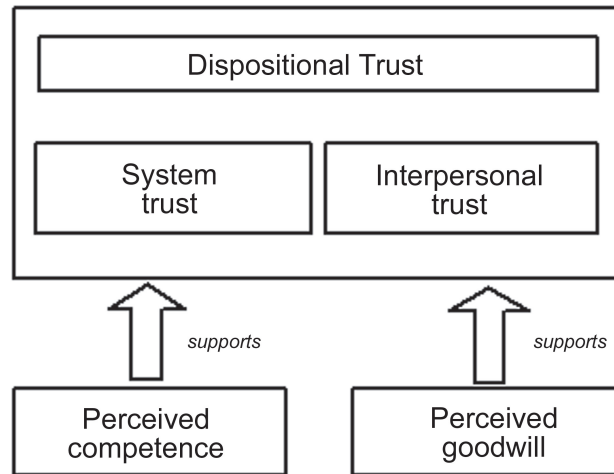 Dispositional Trust
System
trust
Interpersonal
trust
supports
supports
Perceived
competence
Perceived
goodwill